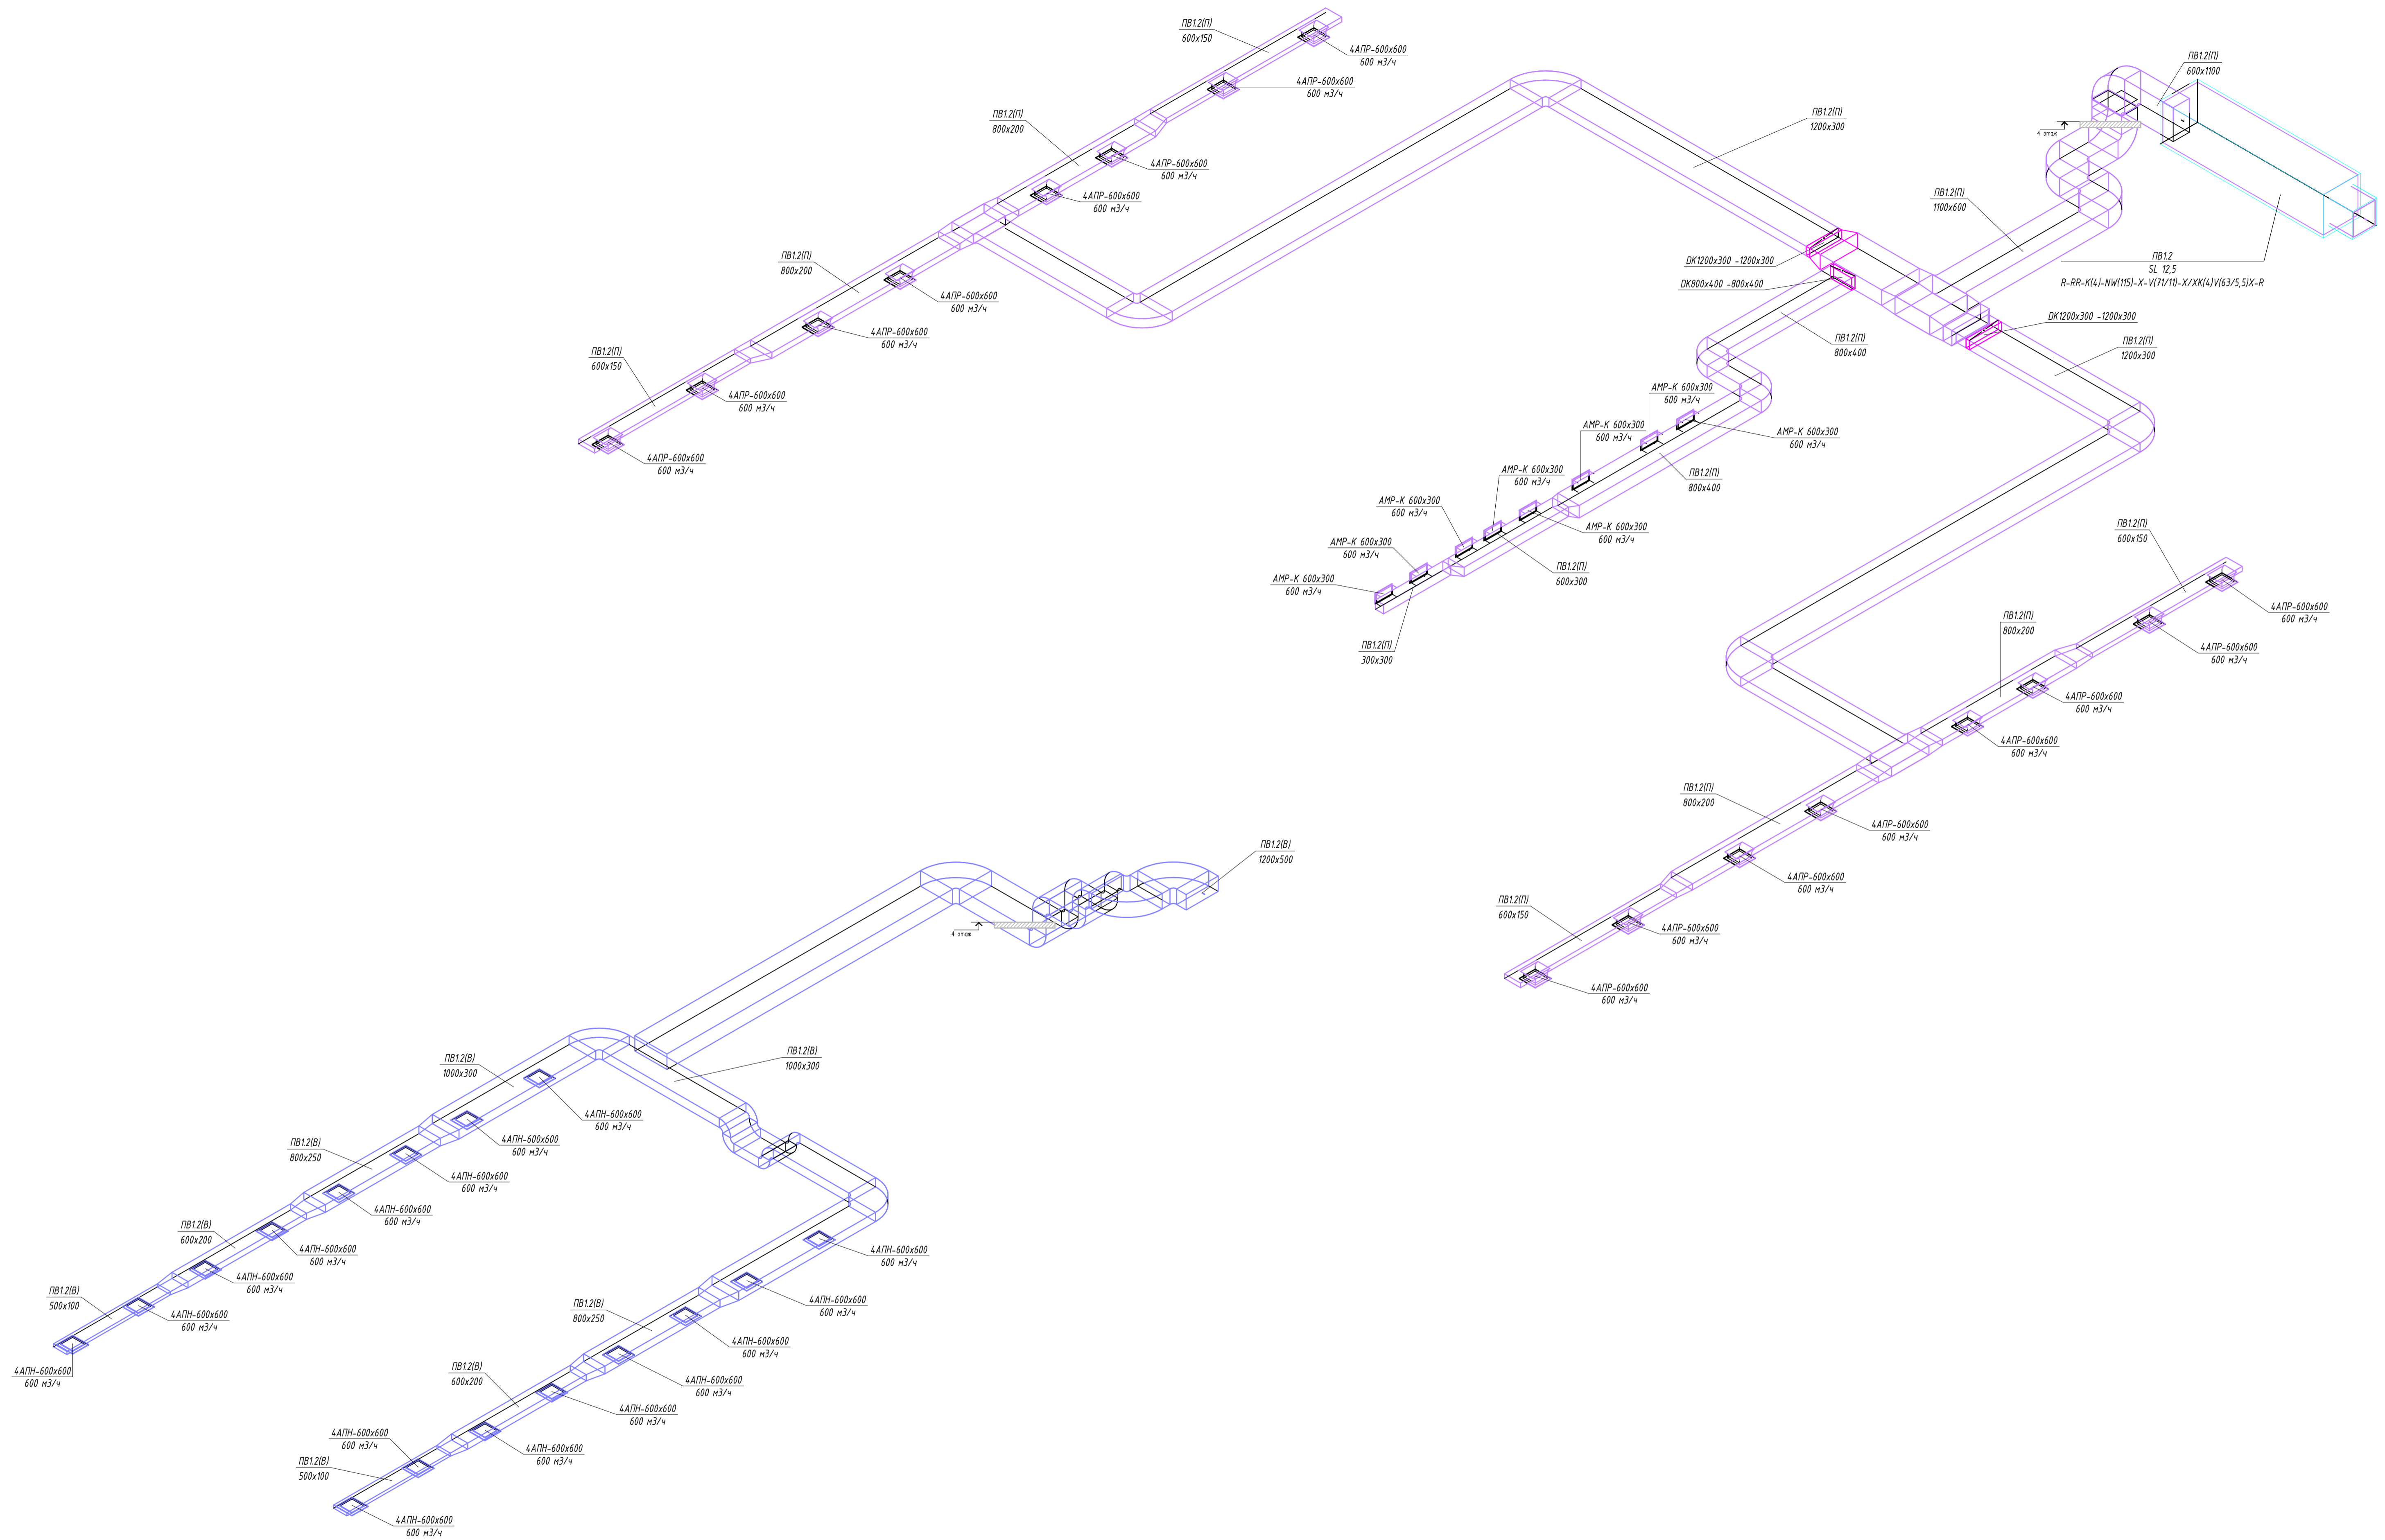 ПВ1.2(П)
600х150
4АПР-600х600
600 м3/ч
4АПР-600х600
600 м3/ч
ПВ1.2(П)
800х200
4АПР-600х600
600 м3/ч
4АПР-600х600
600 м3/ч
ПВ1.2(П)
800х200
4АПР-600х600
600 м3/ч
4АПР-600х600
600 м3/ч
ПВ1.2(П)
600х150
4АПР-600х600
600 м3/ч
4АПР-600х600
600 м3/ч
ПВ1.2(П)
1200х300
ПВ1.2(П)
600х1100
4 этаж
ПВ1.2(П)
1100х600
ПВ1.2
SL 12,5
R-RR-K(4)-NW(115)-X-V(71/11)-X/XK(4)V(63/5,5)X-R
DK1200х300 -1200х300
DK800х400 -800х400
DK1200х300 -1200х300
ПВ1.2(П)
800х400
ПВ1.2(П)
1200х300
АМР-К 600х300
600 м3/ч
АМР-К 600х300
600 м3/ч
АМР-К 600х300
600 м3/ч
АМР-К 600х300
600 м3/ч
ПВ1.2(П)
800х400
АМР-К 600х300
600 м3/ч
АМР-К 600х300
600 м3/ч
АМР-К 600х300
600 м3/ч
АМР-К 600х300
600 м3/ч
ПВ1.2(П)
600х300
ПВ1.2(П)
300х300
ПВ1.2(П)
600х150
4АПР-600х600
600 м3/ч
ПВ1.2(П)
800х200
4АПР-600х600
600 м3/ч
4АПР-600х600
600 м3/ч
4АПР-600х600
600 м3/ч
ПВ1.2(П)
800х200
4АПР-600х600
600 м3/ч
4АПР-600х600
600 м3/ч
ПВ1.2(П)
600х150
4АПР-600х600
600 м3/ч
4АПР-600х600
600 м3/ч
ПВ1.2(В)
1200х500
4 этаж
ПВ1.2(В)
1000х300
ПВ1.2(В)
1000х300
4АПН-600х600
600 м3/ч
4АПН-600х600
600 м3/ч
ПВ1.2(В)
800х250
4АПН-600х600
600 м3/ч
4АПН-600х600
600 м3/ч
ПВ1.2(В)
600х200
4АПН-600х600
600 м3/ч
4АПН-600х600
600 м3/ч
ПВ1.2(В)
500х100
4АПН-600х600
600 м3/ч
4АПН-600х600
600 м3/ч
4АПН-600х600
600 м3/ч
4АПН-600х600
600 м3/ч
ПВ1.2(В)
800х250
4АПН-600х600
600 м3/ч
4АПН-600х600
600 м3/ч
ПВ1.2(В)
600х200
4АПН-600х600
600 м3/ч
4АПН-600х600
600 м3/ч
4АПН-600х600
600 м3/ч
ПВ1.2(В)
500х100
4АПН-600х600
600 м3/ч